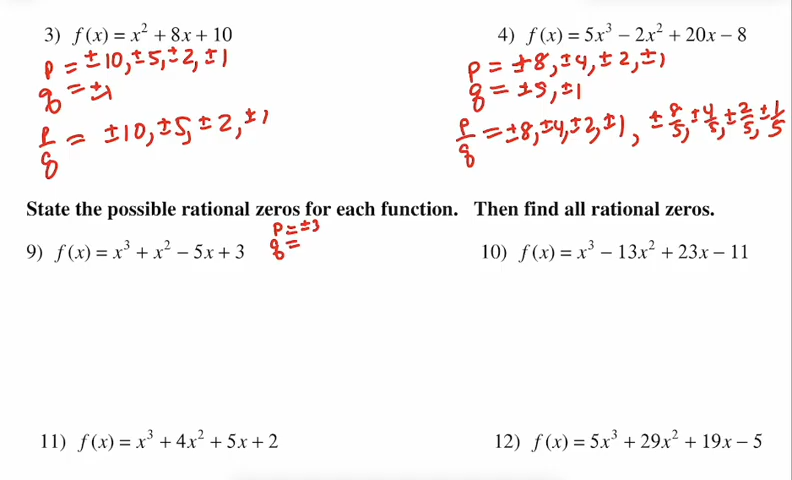 3) f(x) = x² + 8x + 10
p = ±10, ±5, ±2, ±1
q = ±1
p/q = ±10, ±5, ±2, ±1
4) f(x) = 5x³ − 2x² + 20x − 8
p = ±8, ±4, ±2, ±1
q = ±5, ±1
p/q = ±8, ±4, ±2, ±1, ±8/5, ±4/5, ±2/5, ±1/5
State the possible rational zeros for each function. Then find all rational zeros.
9) f(x) = x³ + x² − 5x + 3
p = ±3
q =
10) f(x) = x³ − 13x² + 23x − 11
11) f(x) = x³ + 4x² + 5x + 2
12) f(x) = 5x³ + 29x² + 19x − 5